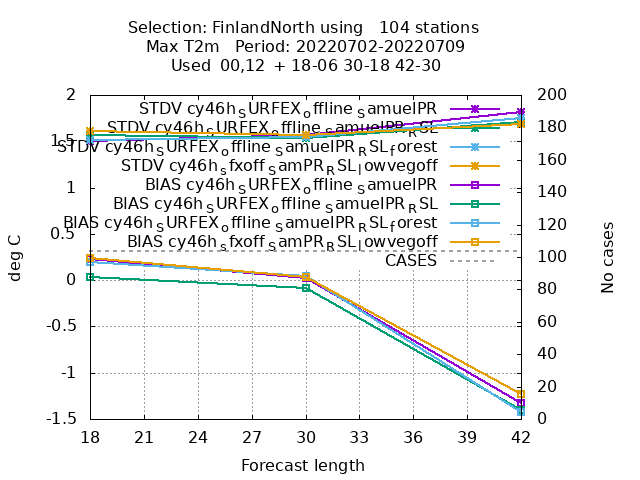 Selection: FinlandNorth using 104 stations
Max T2m Period: 20220702-20220709
Used 00,12 + 18-06 30-18 42-30
STDV cy46h_SURFEX_offline_samuelPR
STDV cy46h_SURFEX_offline_samuelPR_RSL
STDV cy46h_SURFEX_offline_samuelPR_RSL_forest
STDV cy46h_sfxoff_SamPR_RSL_lowvegoff
BIAS cy46h_SURFEX_offline_samuelPR
BIAS cy46h_SURFEX_offline_samuelPR_RSL
BIAS cy46h_SURFEX_offline_samuelPR_RSL_forest
BIAS cy46h_sfxoff_SamPR_RSL_lowvegoff
CASES
2
1.5
1
0.5
0
-0.5
-1
-1.5
deg C
200
180
160
140
120
100
80
60
40
20
0
No cases
18 21 24 27 30 33 36 39 42
Forecast length